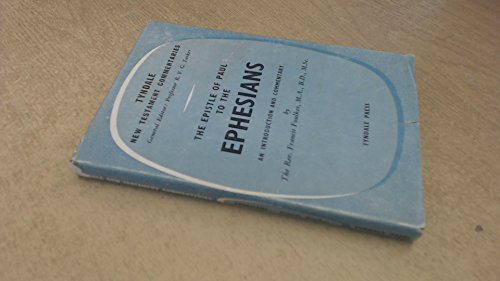 TYNDALE
NEW TESTAMENT COMMENTARIES
General Editor: Professor R. V. G. Tasker
THE EPISTLE OF PAUL
TO THE
EPHESIANS
AN INTRODUCTION AND COMMENTARY
by
The Rev. Francis Foulkes, M.A., B.D., M.Sc.
TYNDALE PRESS